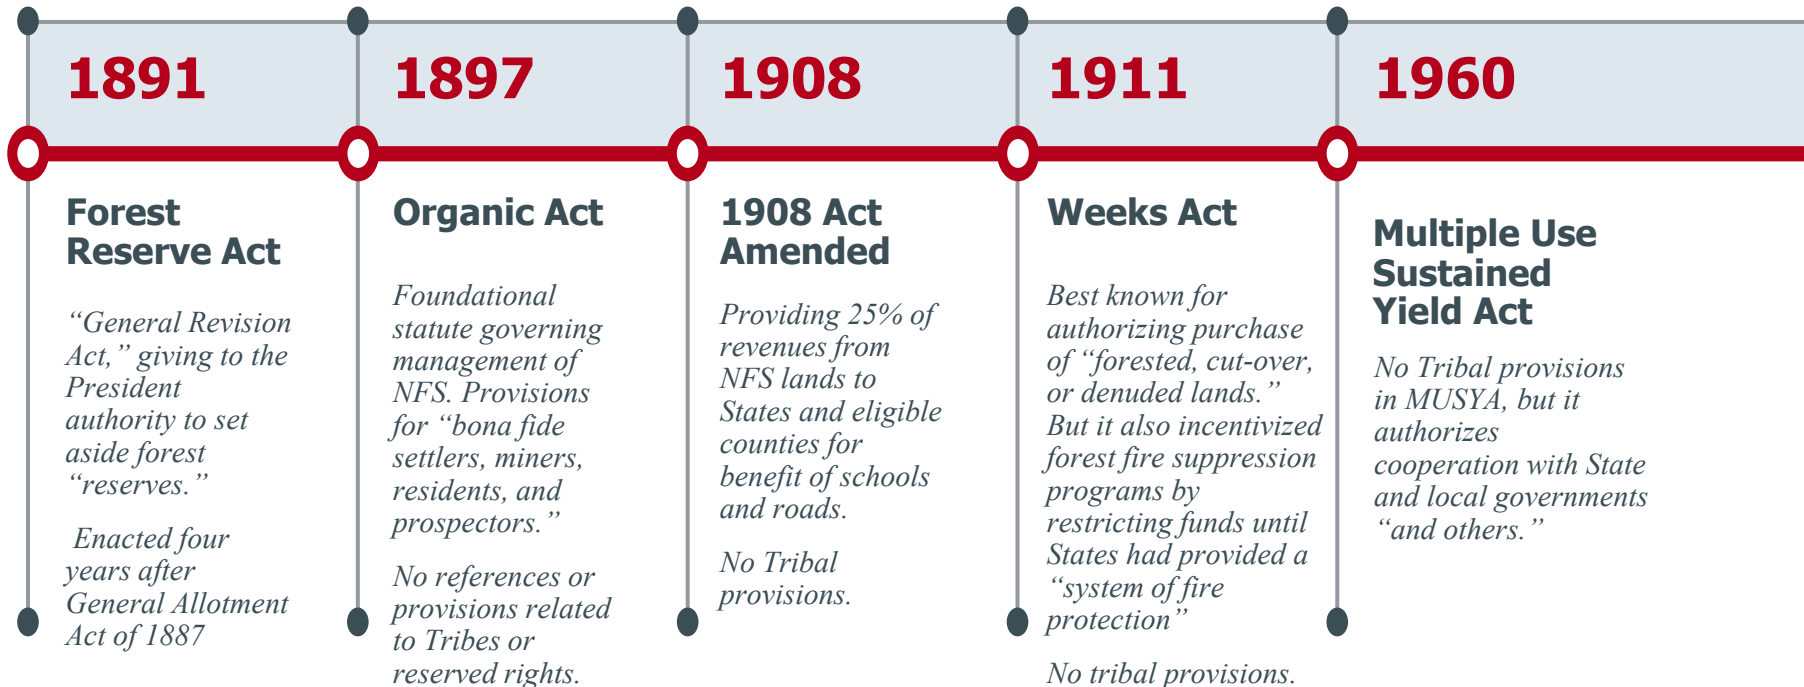 1891
Forest
Reserve Act
“General Revision
Act,” giving to the
President
authority to set
aside forest
“reserves.”
Enacted four
years after
General Allotment
Act of 1887
1897
Organic Act
Foundational
statute governing
management of
NFS. Provisions
for “bona fide
settlers, miners,
residents, and
prospectors.”
No references or
provisions related
to Tribes or
reserved rights.
1908
1908 Act
Amended
Providing 25% of
revenues from
NFS lands to
States and eligible
counties for
benefit of schools
and roads.
No Tribal
provisions.
1911
Weeks Act
Best known for
authorizing purchase
of “forested, cut-over,
or denuded lands.”
But it also incentivized
forest fire suppression
programs by
restricting funds until
States had provided a
“system of fire
protection”
No tribal provisions.
1960
Multiple Use
Sustained
Yield Act
No Tribal provisions
in MUSYA, but it
authorizes
cooperation with State
and local governments
“and others.”